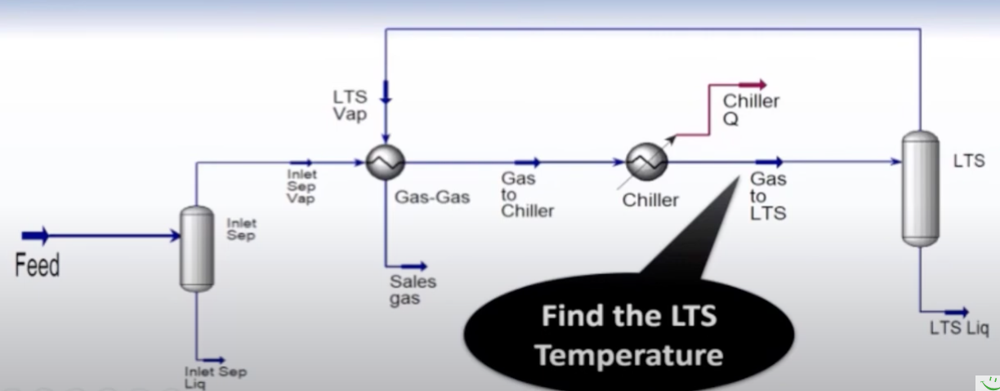 LTS
Vap
Chiller
Q
LTS
Inlet
Sep
Vap
Gas-Gas
Gas
to
Chiller
Chiller
Gas
to
LTS
Inlet
Sep
Feed
Sales
gas
Find the LTS
Temperature
LTS Liq
Inlet Sep
Liq